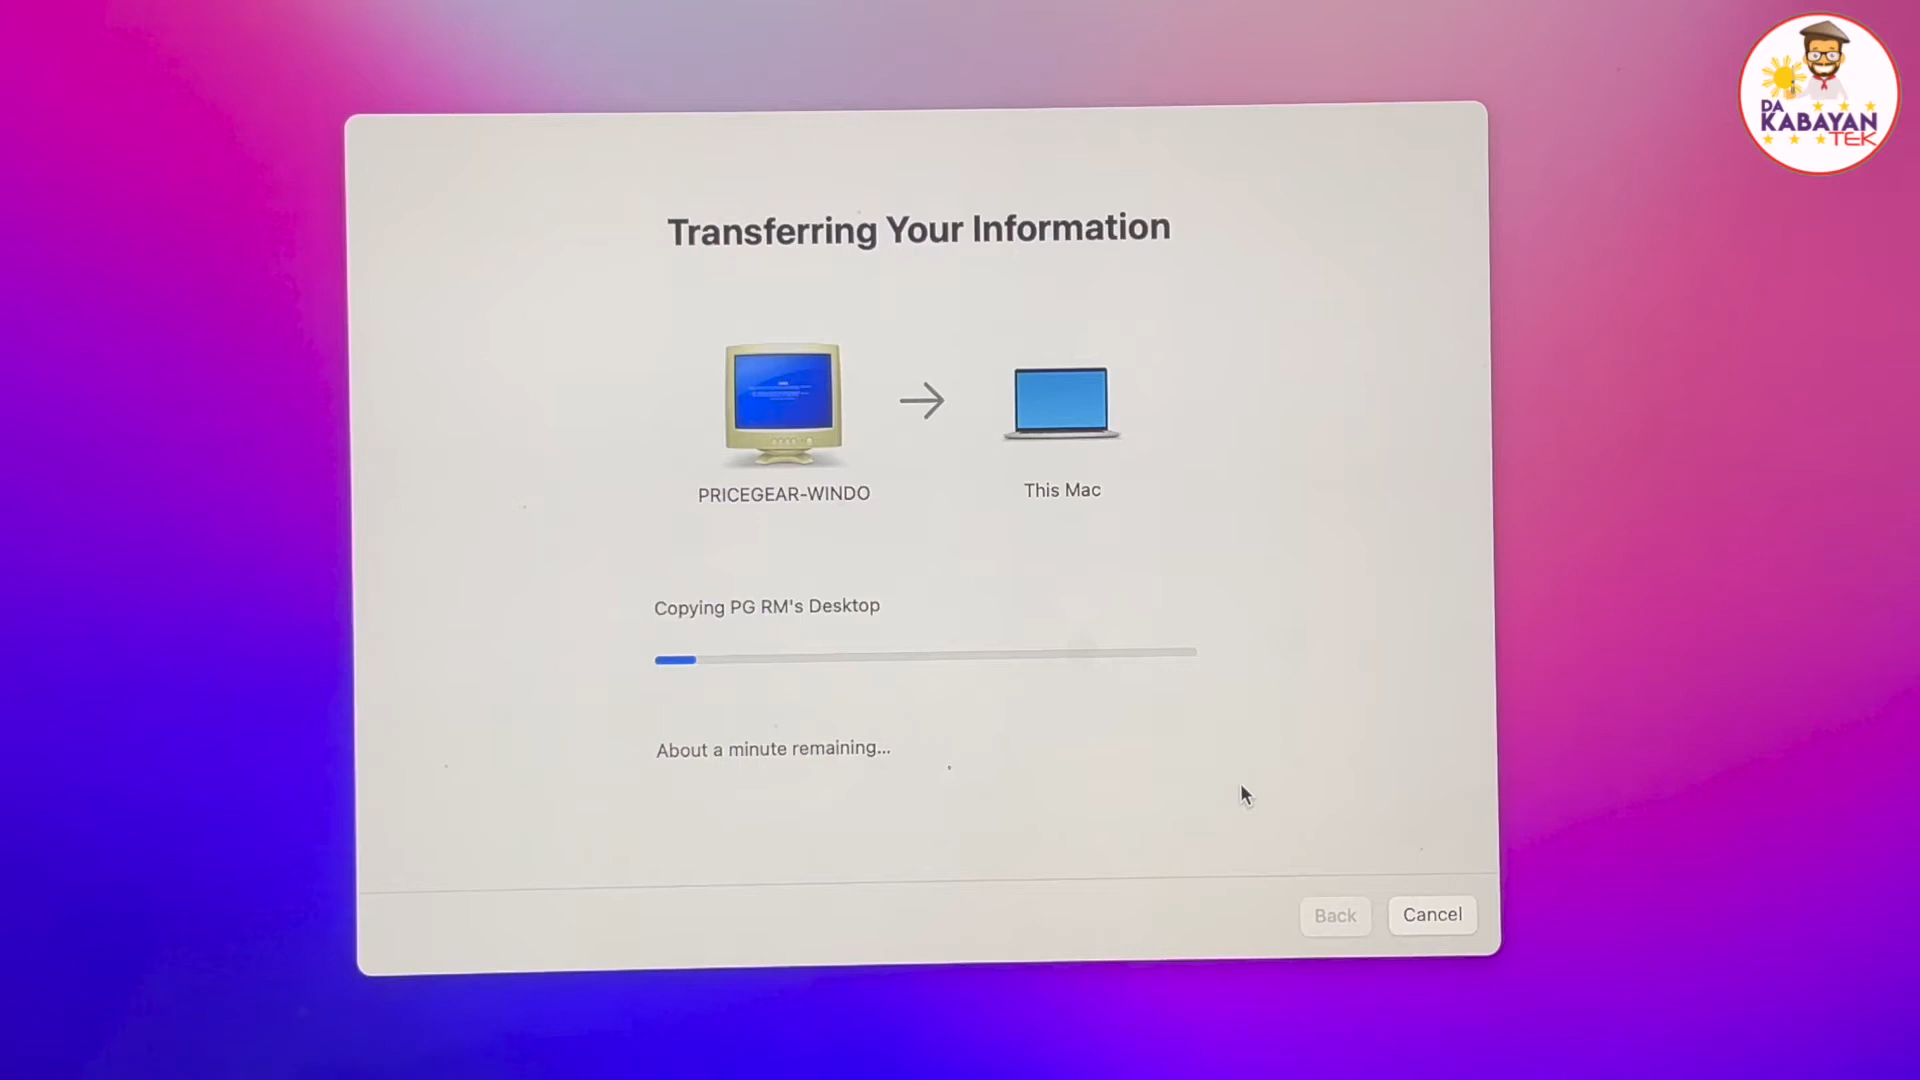 DA
KABAYAN
TEK
Transferring Your Information
PRICEGEAR-WINDO
This Mac
Copying PG RM's Desktop
About a minute remaining...
Back
Cancel